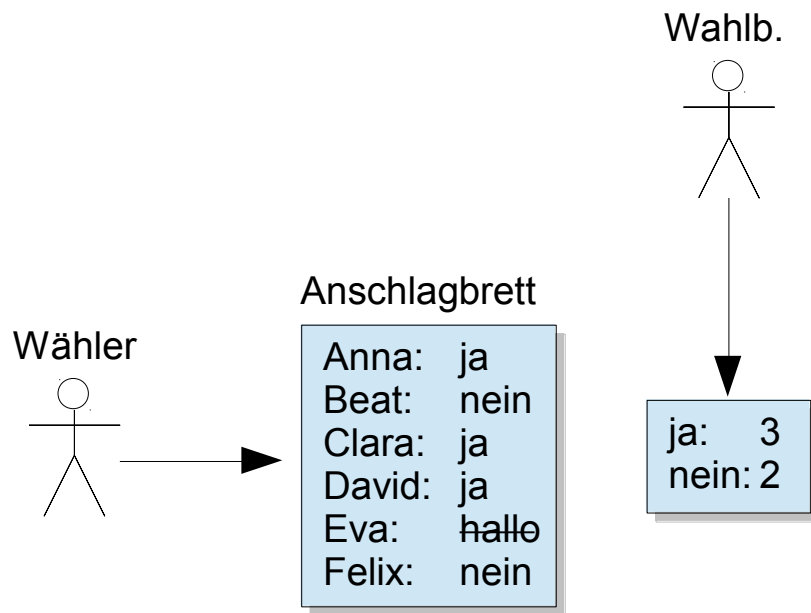 Wahlb.
Anschlagbrett
Wähler
Anna: ja
Beat: nein
Clara: ja
David: ja
Eva: hallo
Felix: nein
ja: 3
nein: 2